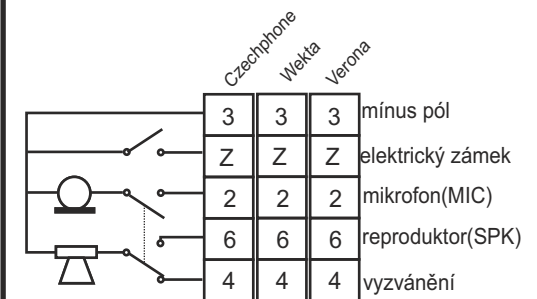 Czechphone Wekta Verona
3 3 3 mínus pól
Z Z Z elektrický zámek
2 2 2 mikrofon(MIC)
6 6 6 reproduktor(SPK)
4 4 4 vyzvánění